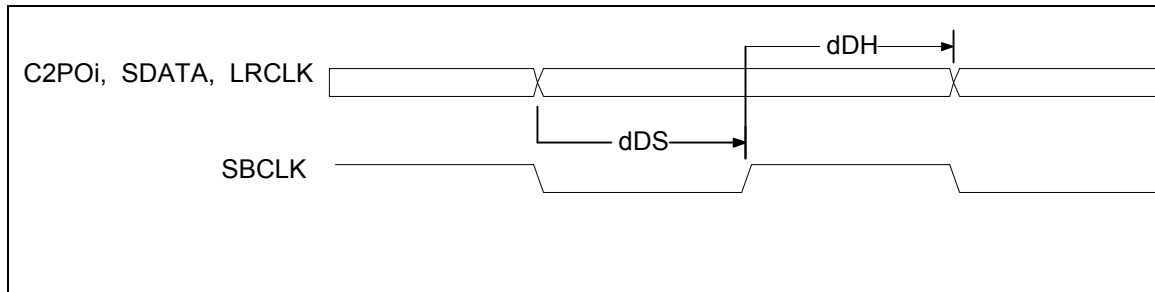 dDH
C2POi, SDATA, LRCLK
dDS
SBCLK